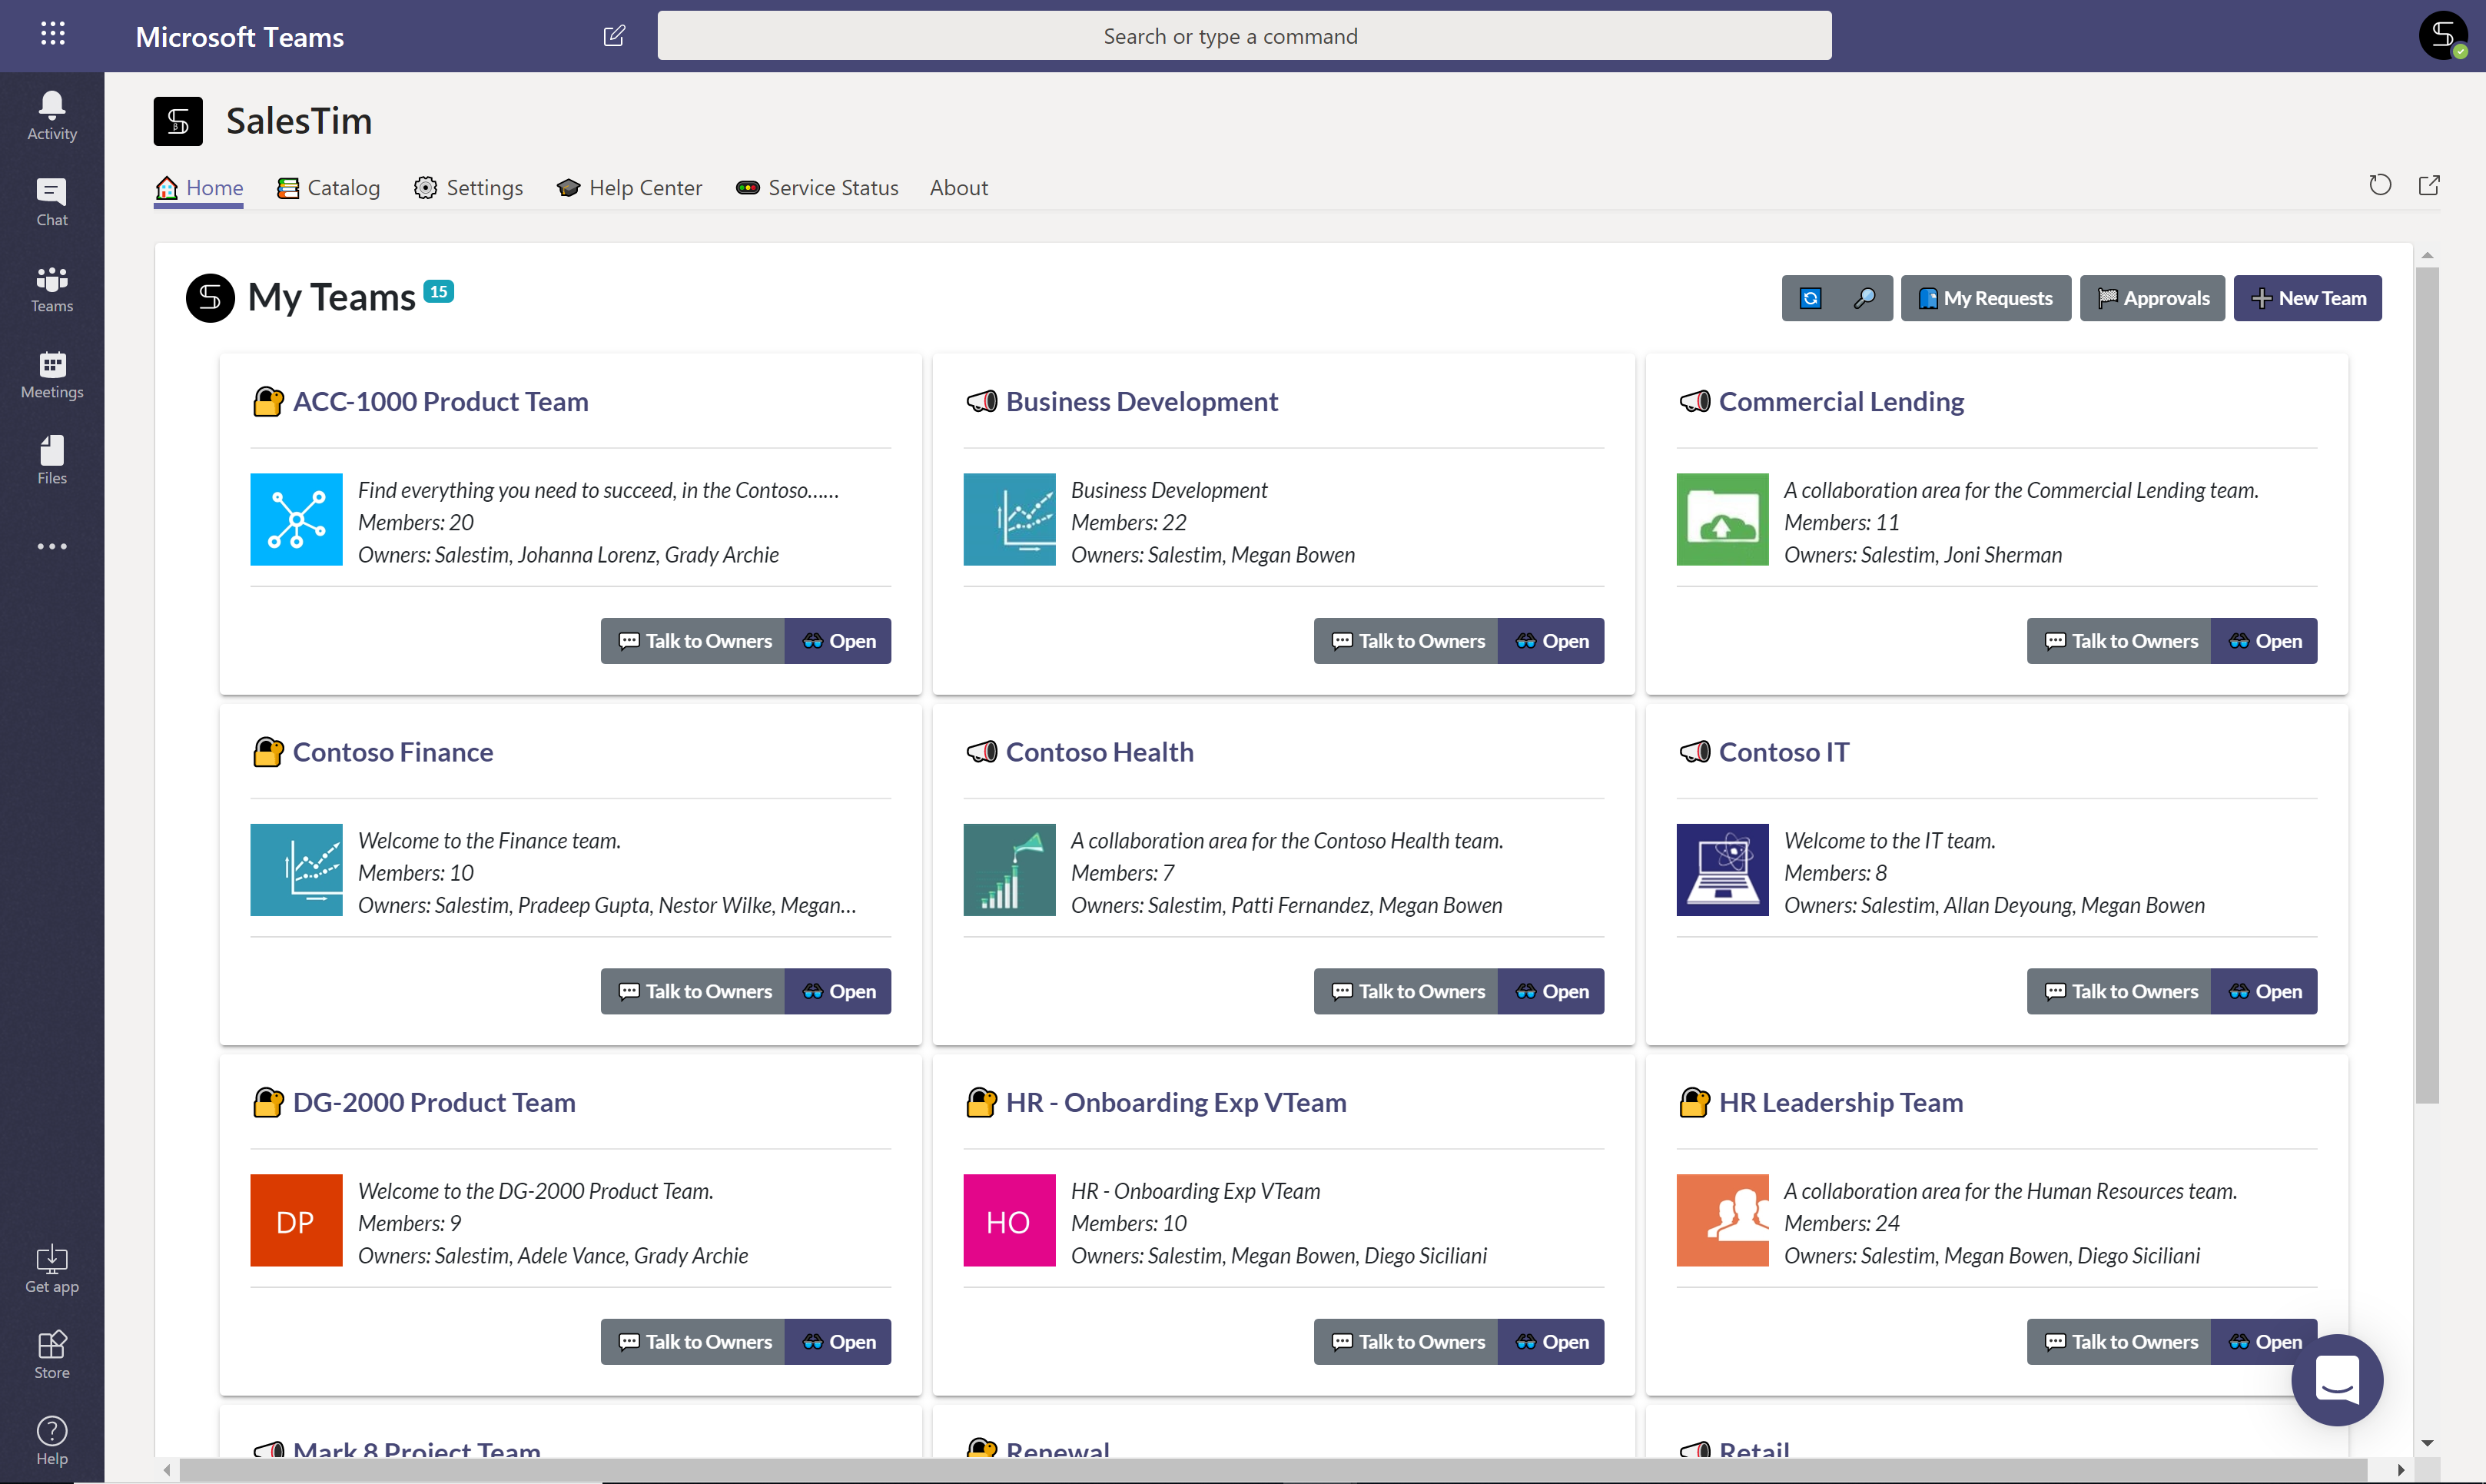 Microsoft Teams
Search or type a command
Activity
Chat
Teams
Meetings
Files
Get app
Store
Help
SalesTim
Home
Catalog
Settings
Help Center
Service Status
About
My Teams 15
My Requests
Approvals
New Team
ACC-1000 Product Team
Find everything you need to succeed, in the Contoso......
Members: 20
Owners: Salestim, Johanna Lorenz, Grady Archie
Talk to Owners
Open
Business Development
Business Development
Members: 22
Owners: Salestim, Megan Bowen
Talk to Owners
Open
Commercial Lending
A collaboration area for the Commercial Lending team.
Members: 11
Owners: Salestim, Joni Sherman
Talk to Owners
Open
Contoso Finance
Welcome to the Finance team.
Members: 10
Owners: Salestim, Pradeep Gupta, Nestor Wilke, Megan...
Talk to Owners
Open
Contoso Health
A collaboration area for the Contoso Health team.
Members: 7
Owners: Salestim, Patti Fernandez, Megan Bowen
Talk to Owners
Open
Contoso IT
Welcome to the IT team.
Members: 8
Owners: Salestim, Allan Deyoung, Megan Bowen
Talk to Owners
Open
DG-2000 Product Team
DP
Welcome to the DG-2000 Product Team.
Members: 9
Owners: Salestim, Adele Vance, Grady Archie
Talk to Owners
Open
HR - Onboarding Exp VTeam
HO
HR - Onboarding Exp VTeam
Members: 10
Owners: Salestim, Megan Bowen, Diego Siciliani
Talk to Owners
Open
HR Leadership Team
A collaboration area for the Human Resources team.
Members: 24
Owners: Salestim, Megan Bowen, Diego Siciliani
Talk to Owners
Open
Mark 8 Project Team
Renewal
Retail